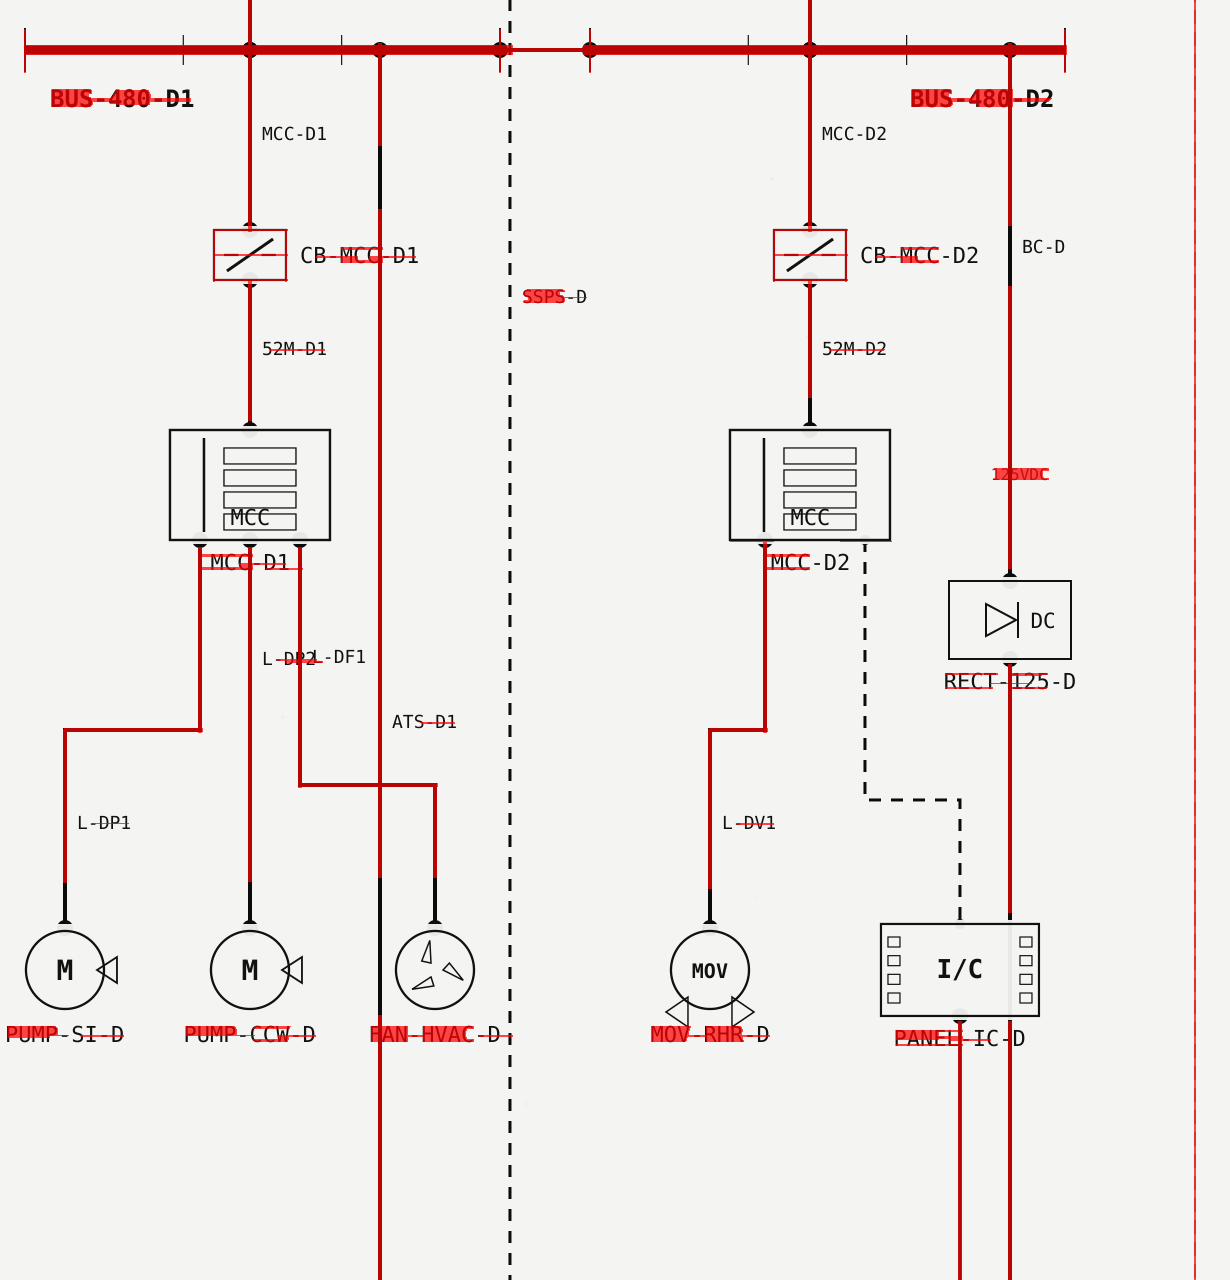 BUS-480-D1
BUS-480-D2
MCC-D1
MCC-D2
BC-D
CB-MCC-D1
CB-MCC-D2
SSPS-D
52M-D1
52M-D2
125VDC
MCC
MCC
MCC-D1
MCC-D2
DC
L-DP2
L-DF1
RECT-125-D
ATS-D1
L-DP1
L-DV1
M
M
MOV
I/C
PUMP-SI-D
PUMP-CCW-D
FAN-HVAC-D
MOV-RHR-D
PANEL-IC-D